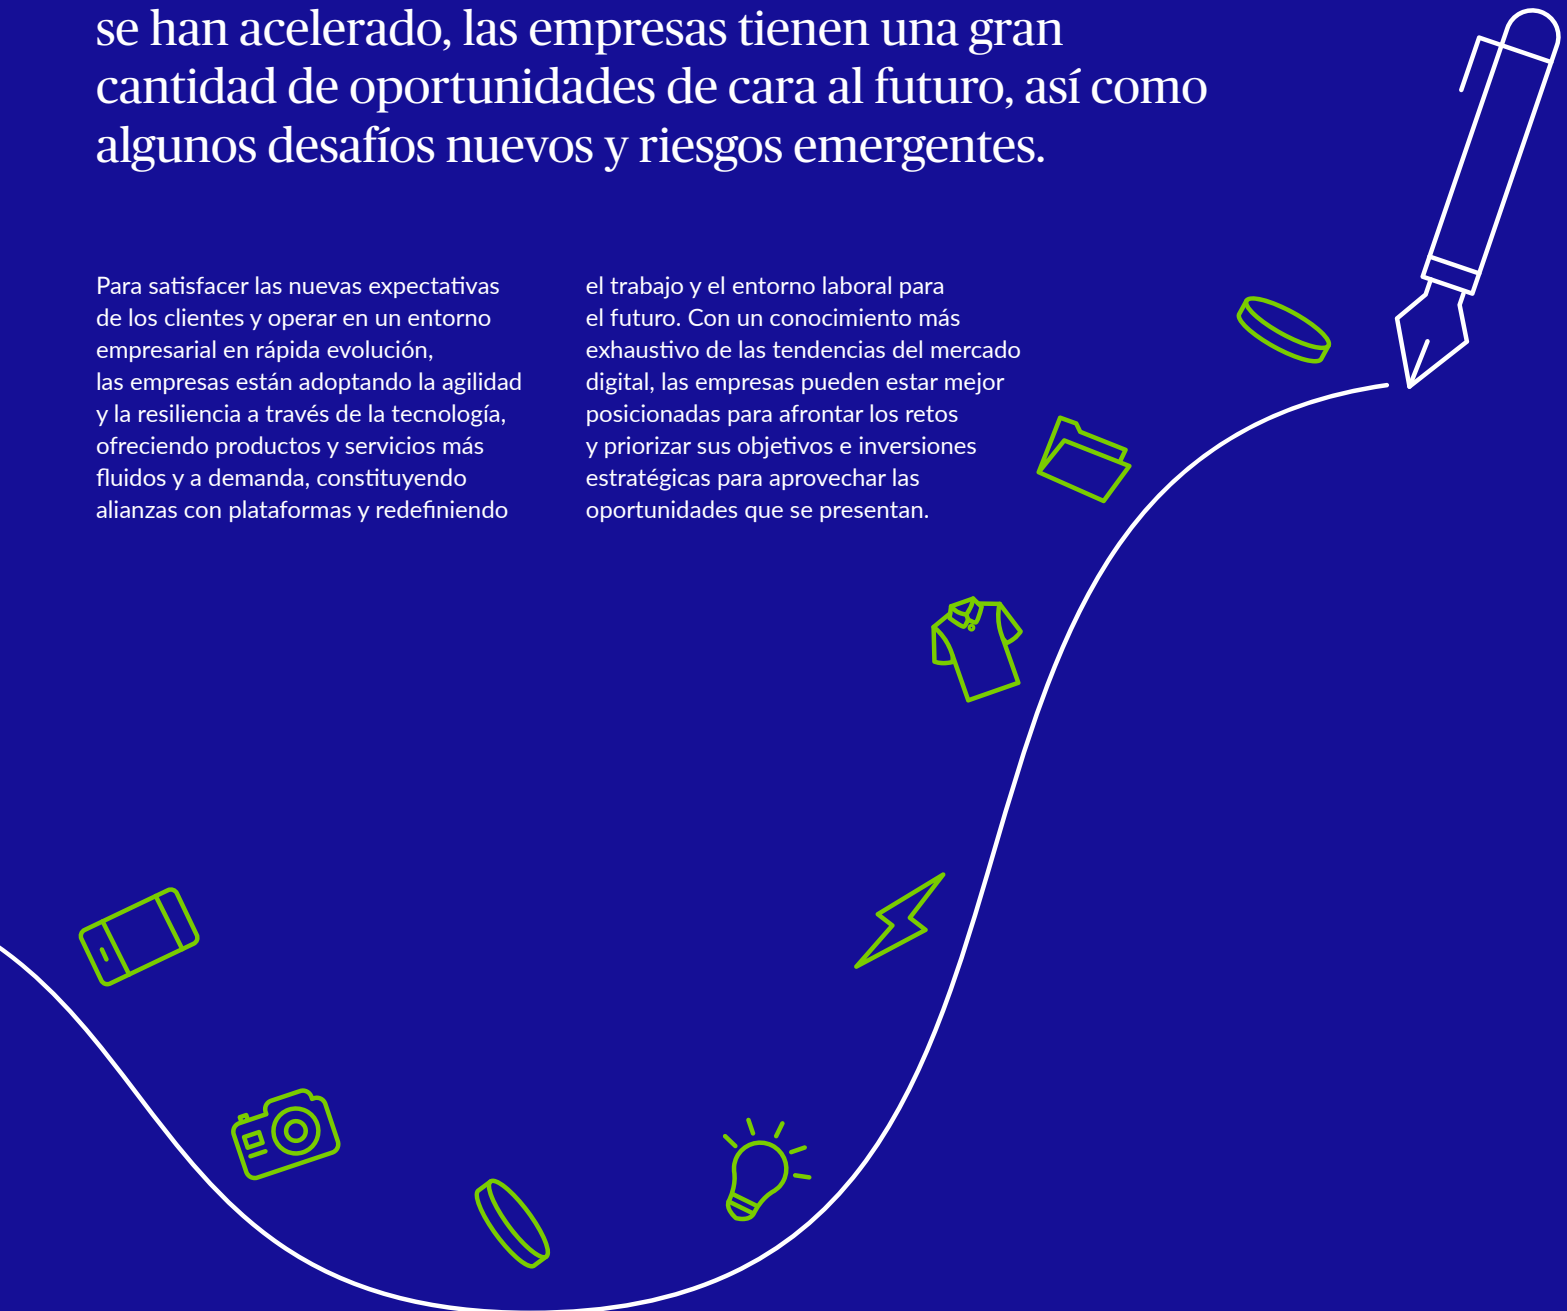 se han acelerado, las empresas tienen una gran
cantidad de oportunidades de cara al futuro, así como
algunos desafíos nuevos y riesgos emergentes.
Para satisfacer las nuevas expectativas
de los clientes y operar en un entorno
empresarial en rápida evolución,
las empresas están adoptando la agilidad
y la resiliencia a través de la tecnología,
ofreciendo productos y servicios más
fluidos y a demanda, constituyendo
alianzas con plataformas y redefiniendo
el trabajo y el entorno laboral para
el futuro. Con un conocimiento más
exhaustivo de las tendencias del mercado
digital, las empresas pueden estar mejor
posicionadas para afrontar los retos
y priorizar sus objetivos e inversiones
estratégicas para aprovechar las
oportunidades que se presentan.